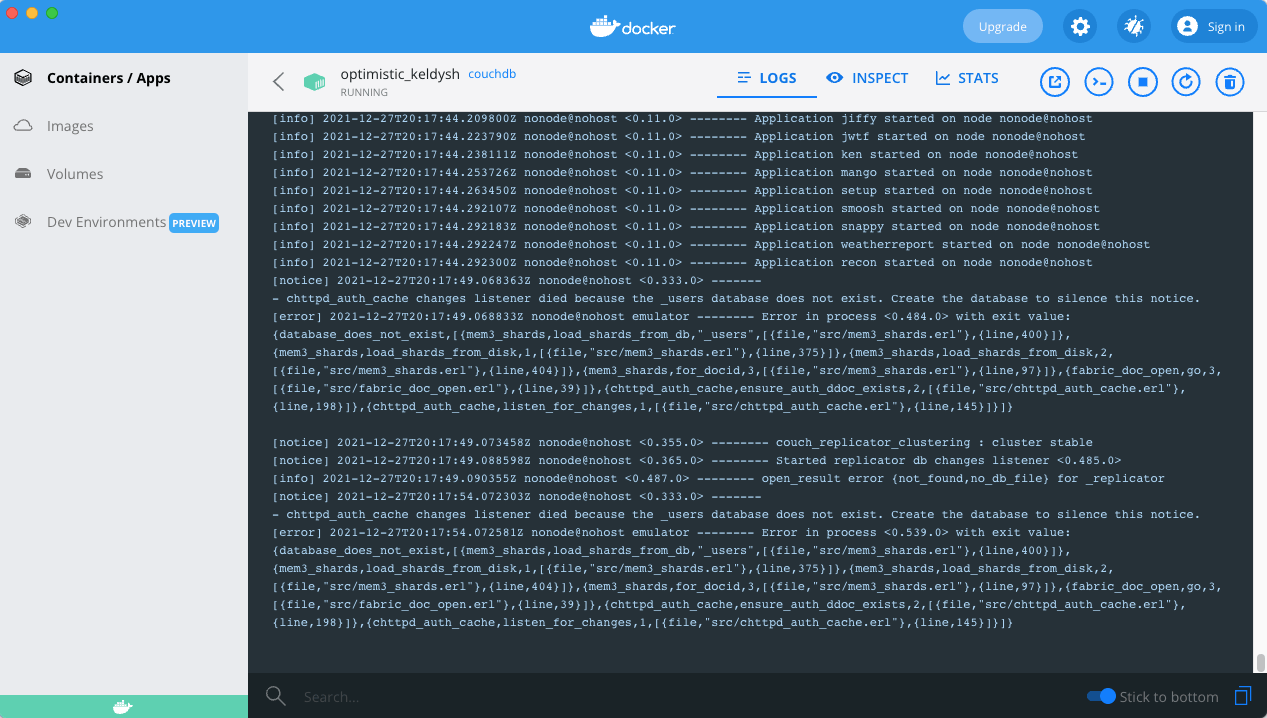 docker
Upgrade
Sign in
Containers / Apps
Images
Volumes
Dev Environments PREVIEW
optimistic_keldysh couchdb
RUNNING
LOGS
INSPECT
STATS
[info] 2021-12-27T20:17:44.209800Z nonode@nohost <0.11.0> -------- Application jiffy started on node nonode@nohost
[info] 2021-12-27T20:17:44.223790Z nonode@nohost <0.11.0> -------- Application jwtf started on node nonode@nohost
[info] 2021-12-27T20:17:44.238111Z nonode@nohost <0.11.0> -------- Application ken started on node nonode@nohost
[info] 2021-12-27T20:17:44.253726Z nonode@nohost <0.11.0> -------- Application mango started on node nonode@nohost
[info] 2021-12-27T20:17:44.263450Z nonode@nohost <0.11.0> -------- Application setup started on node nonode@nohost
[info] 2021-12-27T20:17:44.292107Z nonode@nohost <0.11.0> -------- Application smoosh started on node nonode@nohost
[info] 2021-12-27T20:17:44.292183Z nonode@nohost <0.11.0> -------- Application snappy started on node nonode@nohost
[info] 2021-12-27T20:17:44.292247Z nonode@nohost <0.11.0> -------- Application weatherreport started on node nonode@nohost
[info] 2021-12-27T20:17:44.292300Z nonode@nohost <0.11.0> -------- Application recon started on node nonode@nohost
[notice] 2021-12-27T20:17:49.068363Z nonode@nohost <0.333.0> -------
- chttpd_auth_cache changes listener died because the _users database does not exist. Create the database to silence this notice.
[error] 2021-12-27T20:17:49.068833Z nonode@nohost emulator -------- Error in process <0.484.0> with exit value:
{database_does_not_exist,[{mem3_shards,load_shards_from_db,"_users",[{file,"src/mem3_shards.erl"},{line,400}]},
{mem3_shards,load_shards_from_disk,1,[{file,"src/mem3_shards.erl"},{line,375}]},{mem3_shards,load_shards_from_disk,2,
[{file,"src/mem3_shards.erl"},{line,404}]},{mem3_shards,for_docid,3,[{file,"src/mem3_shards.erl"},{line,97}]},{fabric_doc_open,go,3,
[{file,"src/fabric_doc_open.erl"},{line,39}]},{chttpd_auth_cache,ensure_auth_ddoc_exists,2,[{file,"src/chttpd_auth_cache.erl"},
{line,198}]},{chttpd_auth_cache,listen_for_changes,1,[{file,"src/chttpd_auth_cache.erl"},{line,145}]}]}
[notice] 2021-12-27T20:17:49.073458Z nonode@nohost <0.355.0> -------- couch_replicator_clustering : cluster stable
[notice] 2021-12-27T20:17:49.088598Z nonode@nohost <0.365.0> -------- Started replicator db changes listener <0.485.0>
[info] 2021-12-27T20:17:49.090355Z nonode@nohost <0.487.0> -------- open_result error {not_found,no_db_file} for _replicator
[notice] 2021-12-27T20:17:54.072303Z nonode@nohost <0.333.0> -------
- chttpd_auth_cache changes listener died because the _users database does not exist. Create the database to silence this notice.
[error] 2021-12-27T20:17:54.072581Z nonode@nohost emulator -------- Error in process <0.539.0> with exit value:
{database_does_not_exist,[{mem3_shards,load_shards_from_db,"_users",[{file,"src/mem3_shards.erl"},{line,400}]},
{mem3_shards,load_shards_from_disk,1,[{file,"src/mem3_shards.erl"},{line,375}]},{mem3_shards,load_shards_from_disk,2,
[{file,"src/mem3_shards.erl"},{line,404}]},{mem3_shards,for_docid,3,[{file,"src/mem3_shards.erl"},{line,97}]},{fabric_doc_open,go,3,
[{file,"src/fabric_doc_open.erl"},{line,39}]},{chttpd_auth_cache,ensure_auth_ddoc_exists,2,[{file,"src/chttpd_auth_cache.erl"},
{line,198}]},{chttpd_auth_cache,listen_for_changes,1,[{file,"src/chttpd_auth_cache.erl"},{line,145}]}]}
Search...
Stick to bottom